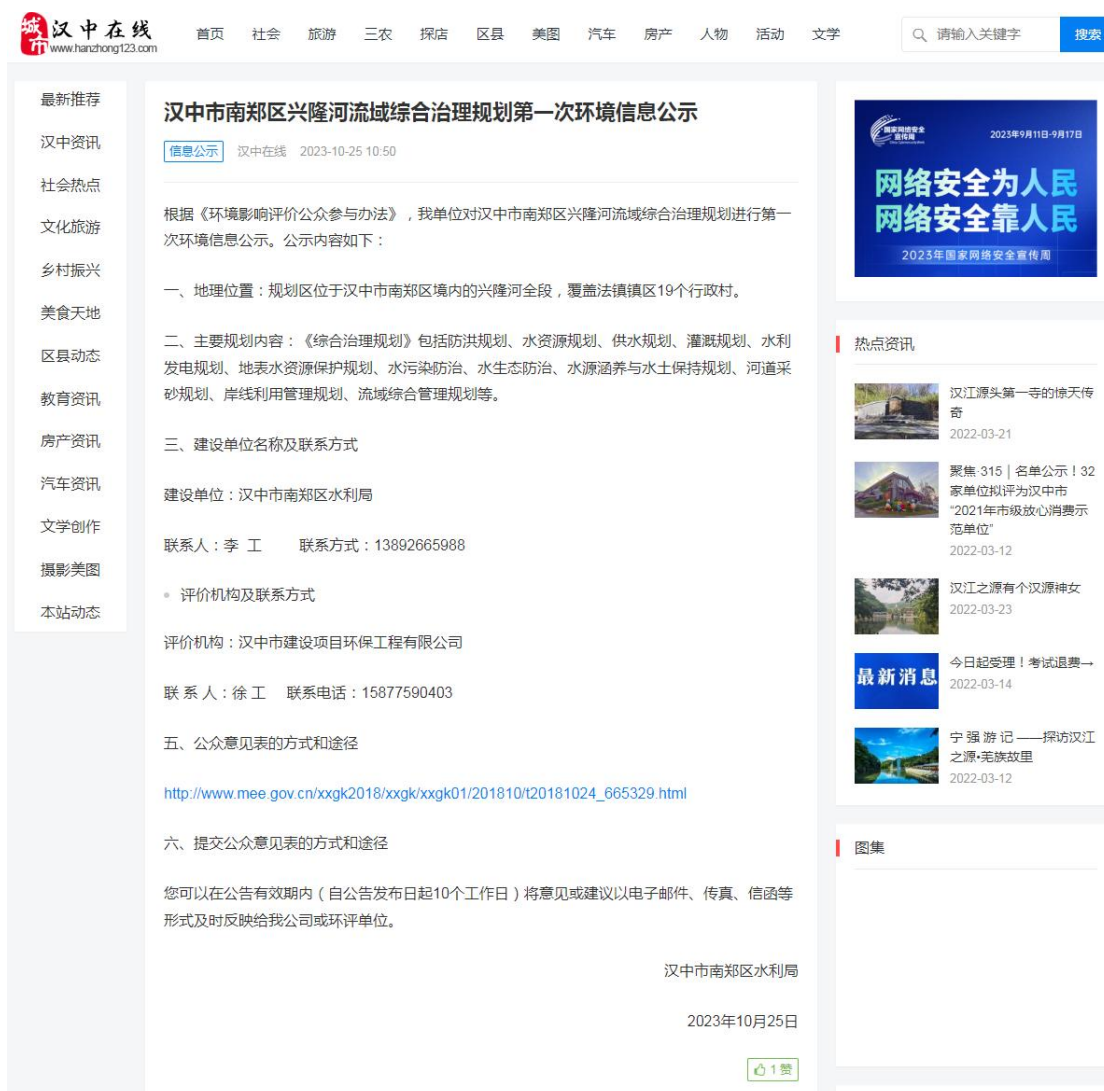 城市
汉中在线
www.hanzhong123.com
首页 社会 旅游 三农 探店 区县 美图 汽车 房产 人物 活动 文学
请输入关键字
搜索
最新推荐
汉中资讯
社会热点
文化旅游
乡村振兴
美食天地
区县动态
教育资讯
房产资讯
汽车资讯
文学创作
摄影美图
本站动态
汉中市南郑区兴隆河流域综合治理规划第一次环境信息公示
信息公示 汉中在线 2023-10-25 10:50
根据《环境影响评价公众参与办法》，我单位对汉中市南郑区兴隆河流域综合治理规划进行第一
次环境信息公示。公示内容如下：
一、地理位置：规划区位于汉中市南郑区境内的兴隆河全段，覆盖法镇镇区19个行政村。
二、主要规划内容：《综合治理规划》包括防洪规划、水资源规划、供水规划、灌溉规划、水利
发电规划、地表水资源保护规划、水污染防治、水生态防治、水源涵养与水土保持规划、河道采
砂规划、岸线利用管理规划、流域综合管理规划等。
三、建设单位名称及联系方式
建设单位：汉中市南郑区水利局
联系人：李 工 联系方式：13892665988
评价机构及联系方式
评价机构：汉中市建设项目环保工程有限公司
联 系 人：徐 工 联系电话：15877590403
五、公众意见表的方式和途径
http://www.mee.gov.cn/xxgk2018/xxgk/xxgk01/201810/t20181024_665329.html
六、提交公众意见表的方式和途径
您可以在公告有效期内（自公告发布日起10个工作日）将意见或建议以电子邮件、传真、信函等
形式及时反映给我公司或环评单位。
汉中市南郑区水利局
2023年10月25日
1 赞
国家网络安全
宣传周
2023年9月11日-9月17日
网络安全为人民
网络安全靠人民
2023年国家网络安全宣传周
热点资讯
汉江源头第一寺的惊天传
奇
2022-03-21
聚焦·315｜名单公示！32
家单位拟评为汉中市
“2021年市级放心消费示
范单位”
2022-03-12
汉江之源有个汉源神女
2022-03-23
最新消息
今日起受理！考试退费→
2022-03-14
宁 强 游 记 ——探访汉江
之源•羌族故里
2022-03-12
图集